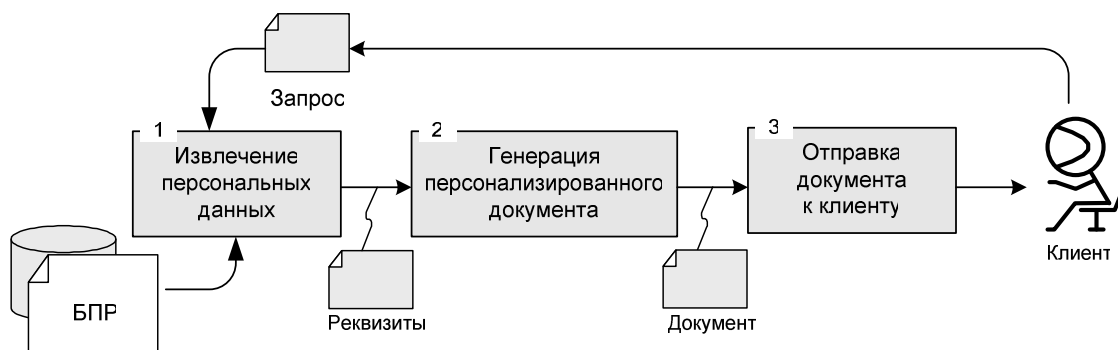 Запрос
1
Извлечение
персональных
данных
2
Генерация
персонализированного
документа
3
Отправка
документа
к клиенту
Клиент
БПР
Реквизиты
Документ